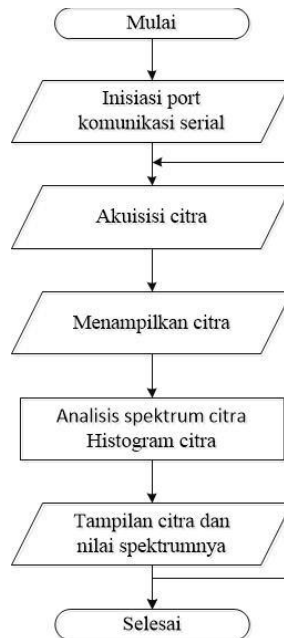 Mulai
Inisiasi port
komunikasi serial
Akuisisi citra
Menampilkan citra
Analisis spektrum citra
Histogram citra
Tampilan citra dan
nilai spektrumnya
Selesai